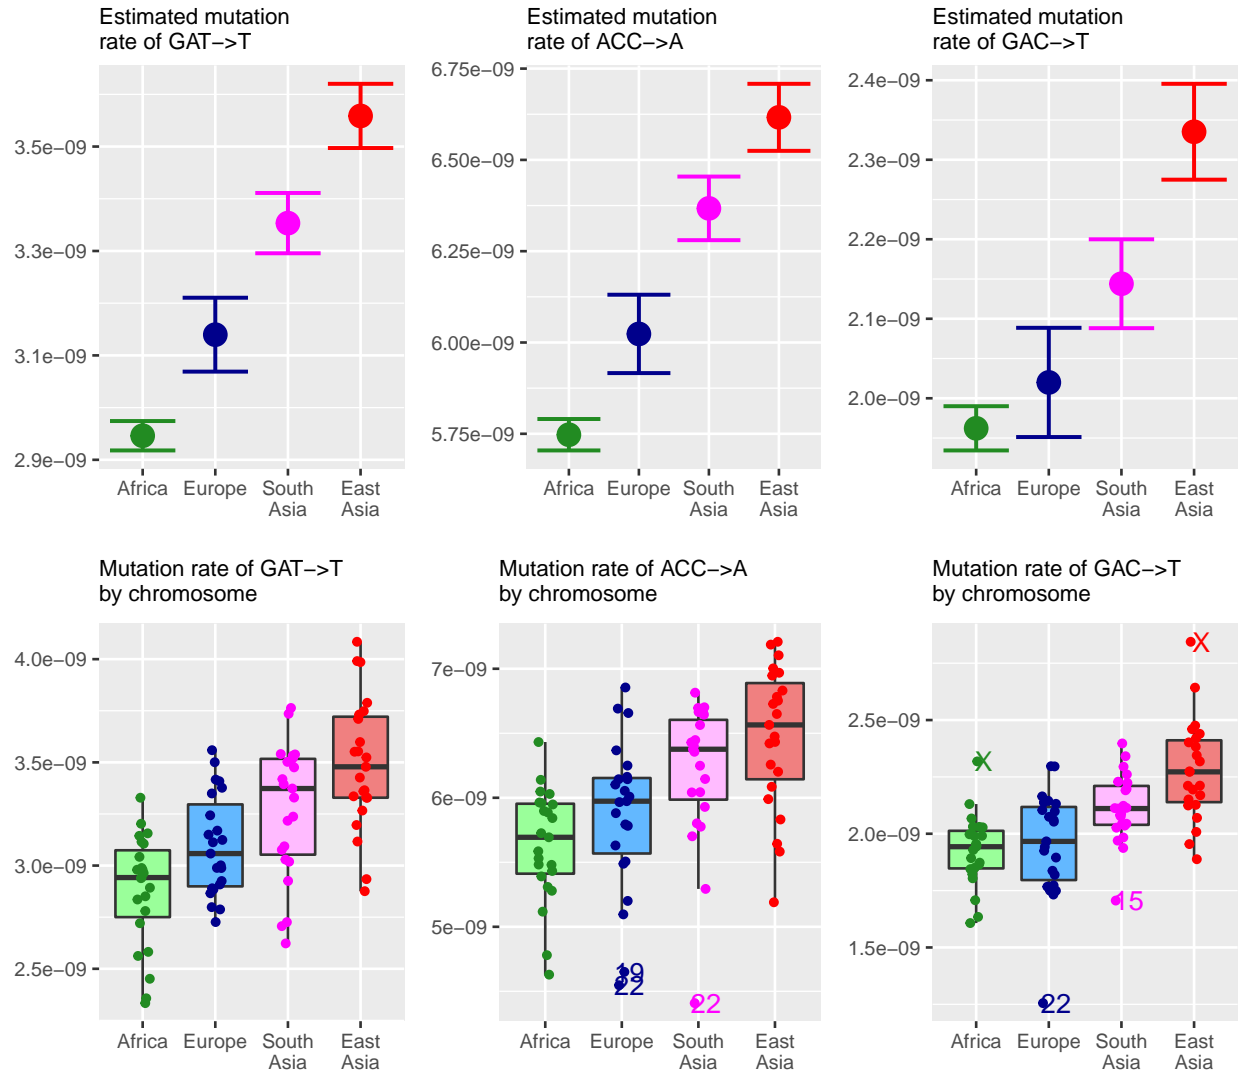 Estimated mutation
rate of GAT−>T
3.5e−09
3.3e−09
3.1e−09
2.9e−09
Africa
Europe
South
Asia
East
Asia
Estimated mutation
rate of ACC−>A
6.75e−09
6.50e−09
6.25e−09
6.00e−09
5.75e−09
Africa
Europe
South
Asia
East
Asia
Estimated mutation
rate of GAC−>T
2.4e−09
2.3e−09
2.2e−09
2.1e−09
2.0e−09
Africa
Europe
South
Asia
East
Asia
Mutation rate of GAT−>T
by chromosome
4.0e−09
3.5e−09
3.0e−09
2.5e−09
Africa
Europe
South
Asia
East
Asia
Mutation rate of ACC−>A
by chromosome
7e−09
6e−09
5e−09
19
22
22
Africa
Europe
South
Asia
East
Asia
Mutation rate of GAC−>T
by chromosome
2.5e−09
2.0e−09
1.5e−09
X
X
15
22
Africa
Europe
South
Asia
East
Asia